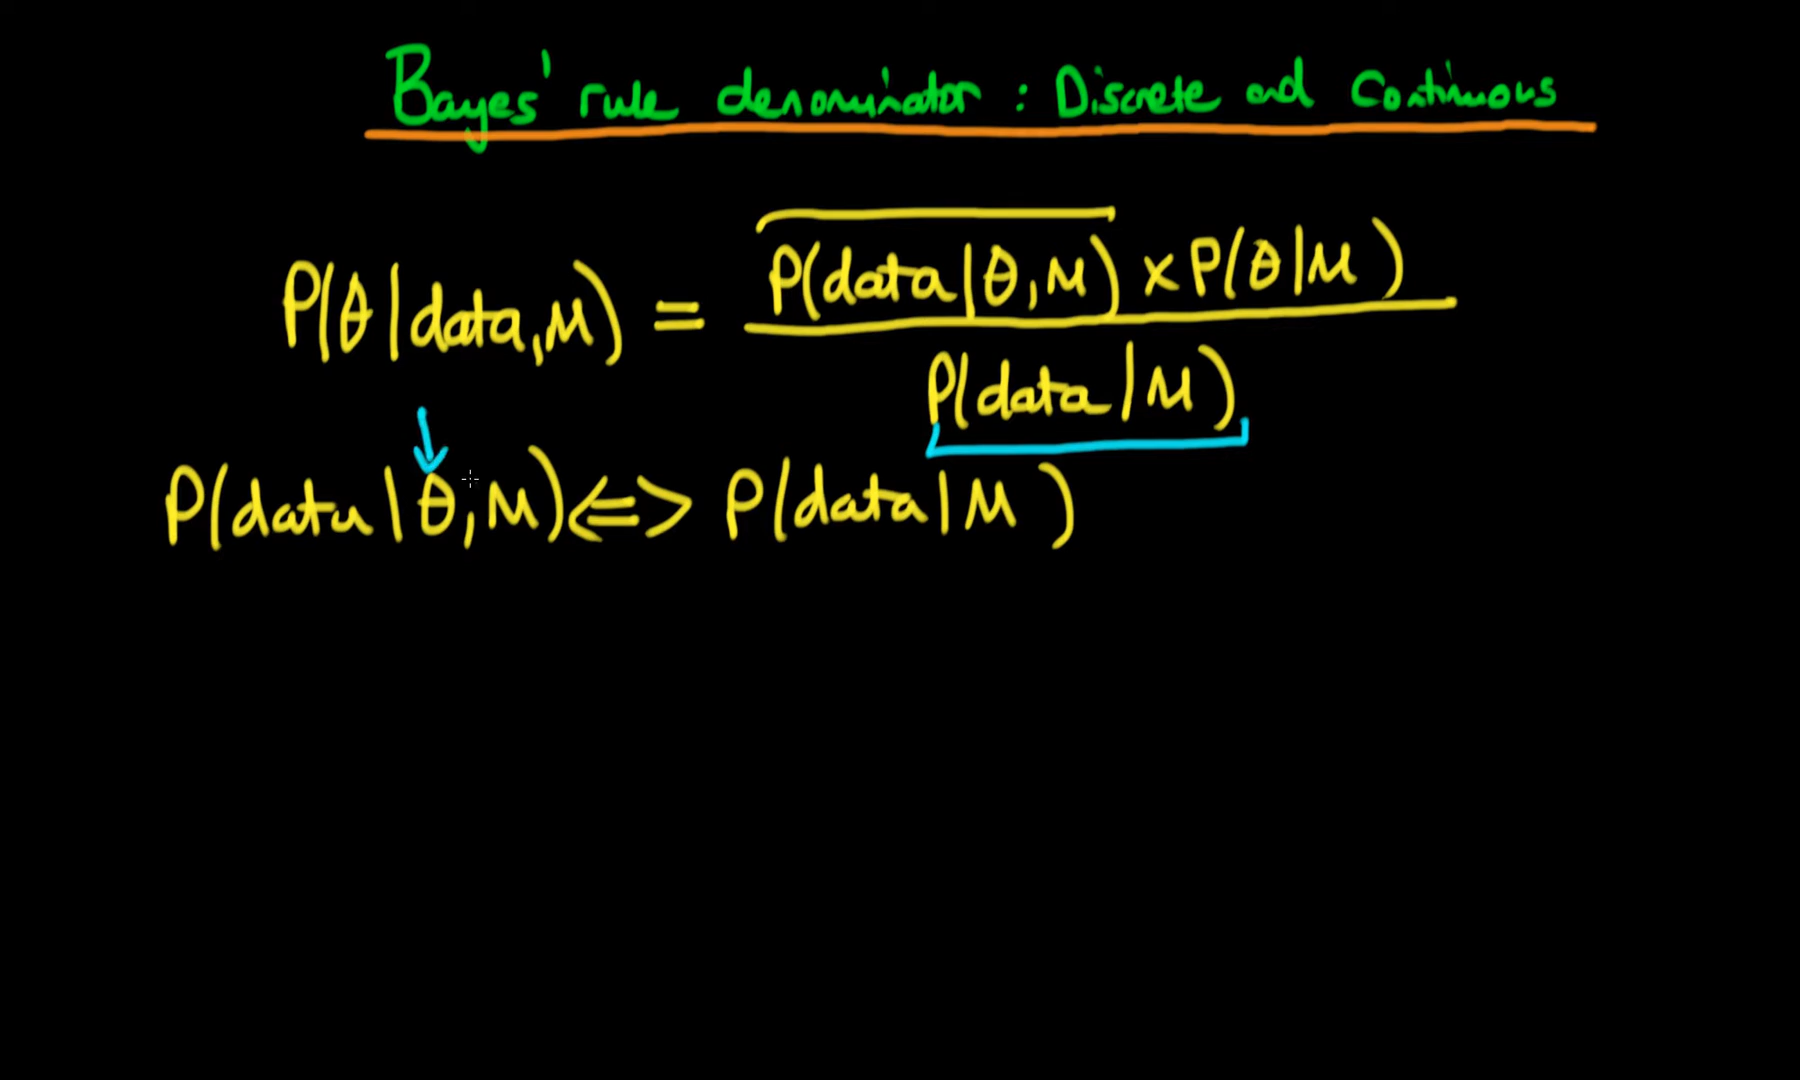 Bayes' rule denominator : Discrete and Continuous
P(θ|data,M) = P(data|θ,M) × P(θ|M)
P(data|M)
P(data|θ,M) <=> P(data|M)